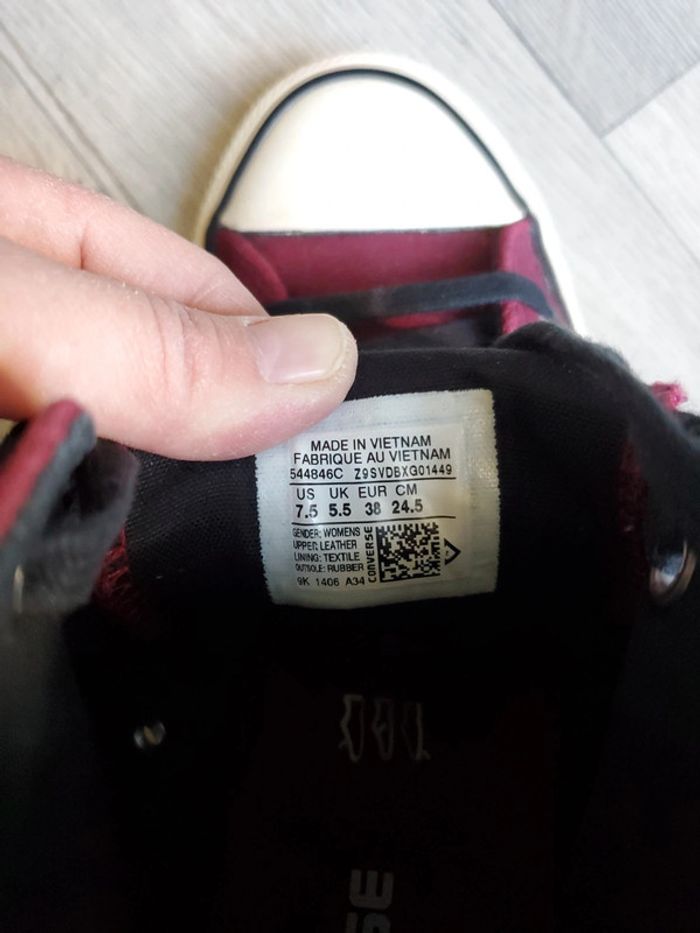 MADE IN VIETNAM
FABRIQUE AU VIETNAM
544846C Z9SVDBXG01449
US UK EUR CM
7.5 5.5 38 24.5
GENDER: WOMENS
UPPER: LEATHER
LINING: TEXTILE
OUTSOLE: RUBBER
9K 1406 A34
CONVERSE
SE